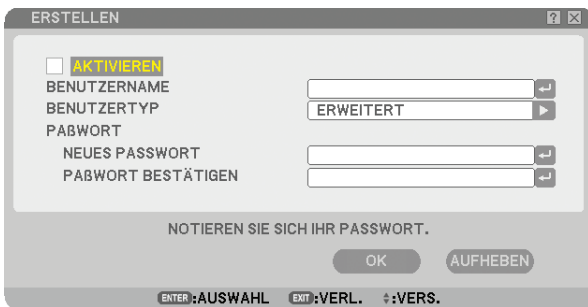 ERSTELLEN
AKTIVIEREN
BENUTZERNAME
BENUTZERTYP ERWEITERT
PAßWORT
NEUES PASSWORT
PAßWORT BESTÄTIGEN
NOTIEREN SIE SICH IHR PASSWORT.
OK AUFHEBEN
ENTER:AUSWAHL EXIT:VERL. :VERS.